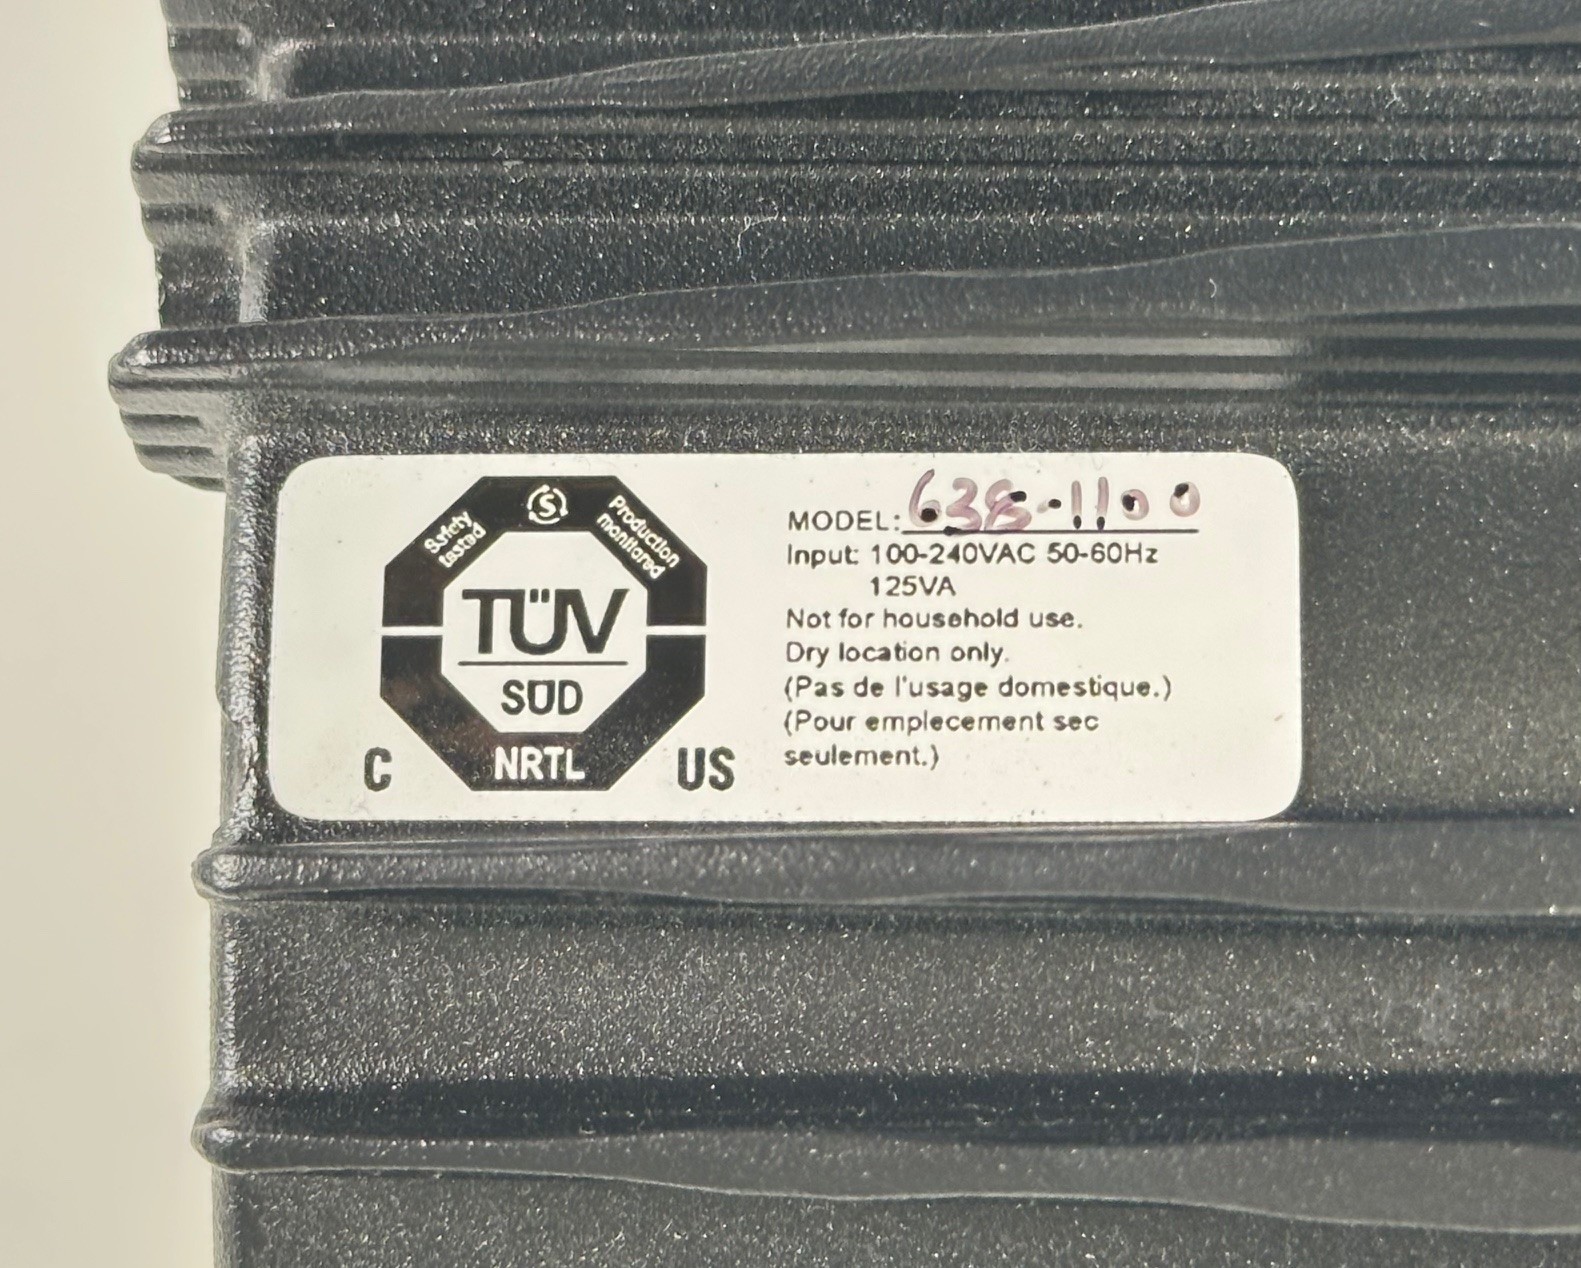 Safety tested
S
Production monitored
TÜV
SÜD
NRTL
C
US
MODEL: 638-1100
Input: 100-240VAC 50-60Hz
125VA
Not for household use.
Dry location only.
(Pas de l'usage domestique.)
(Pour emplecement sec
seulement.)